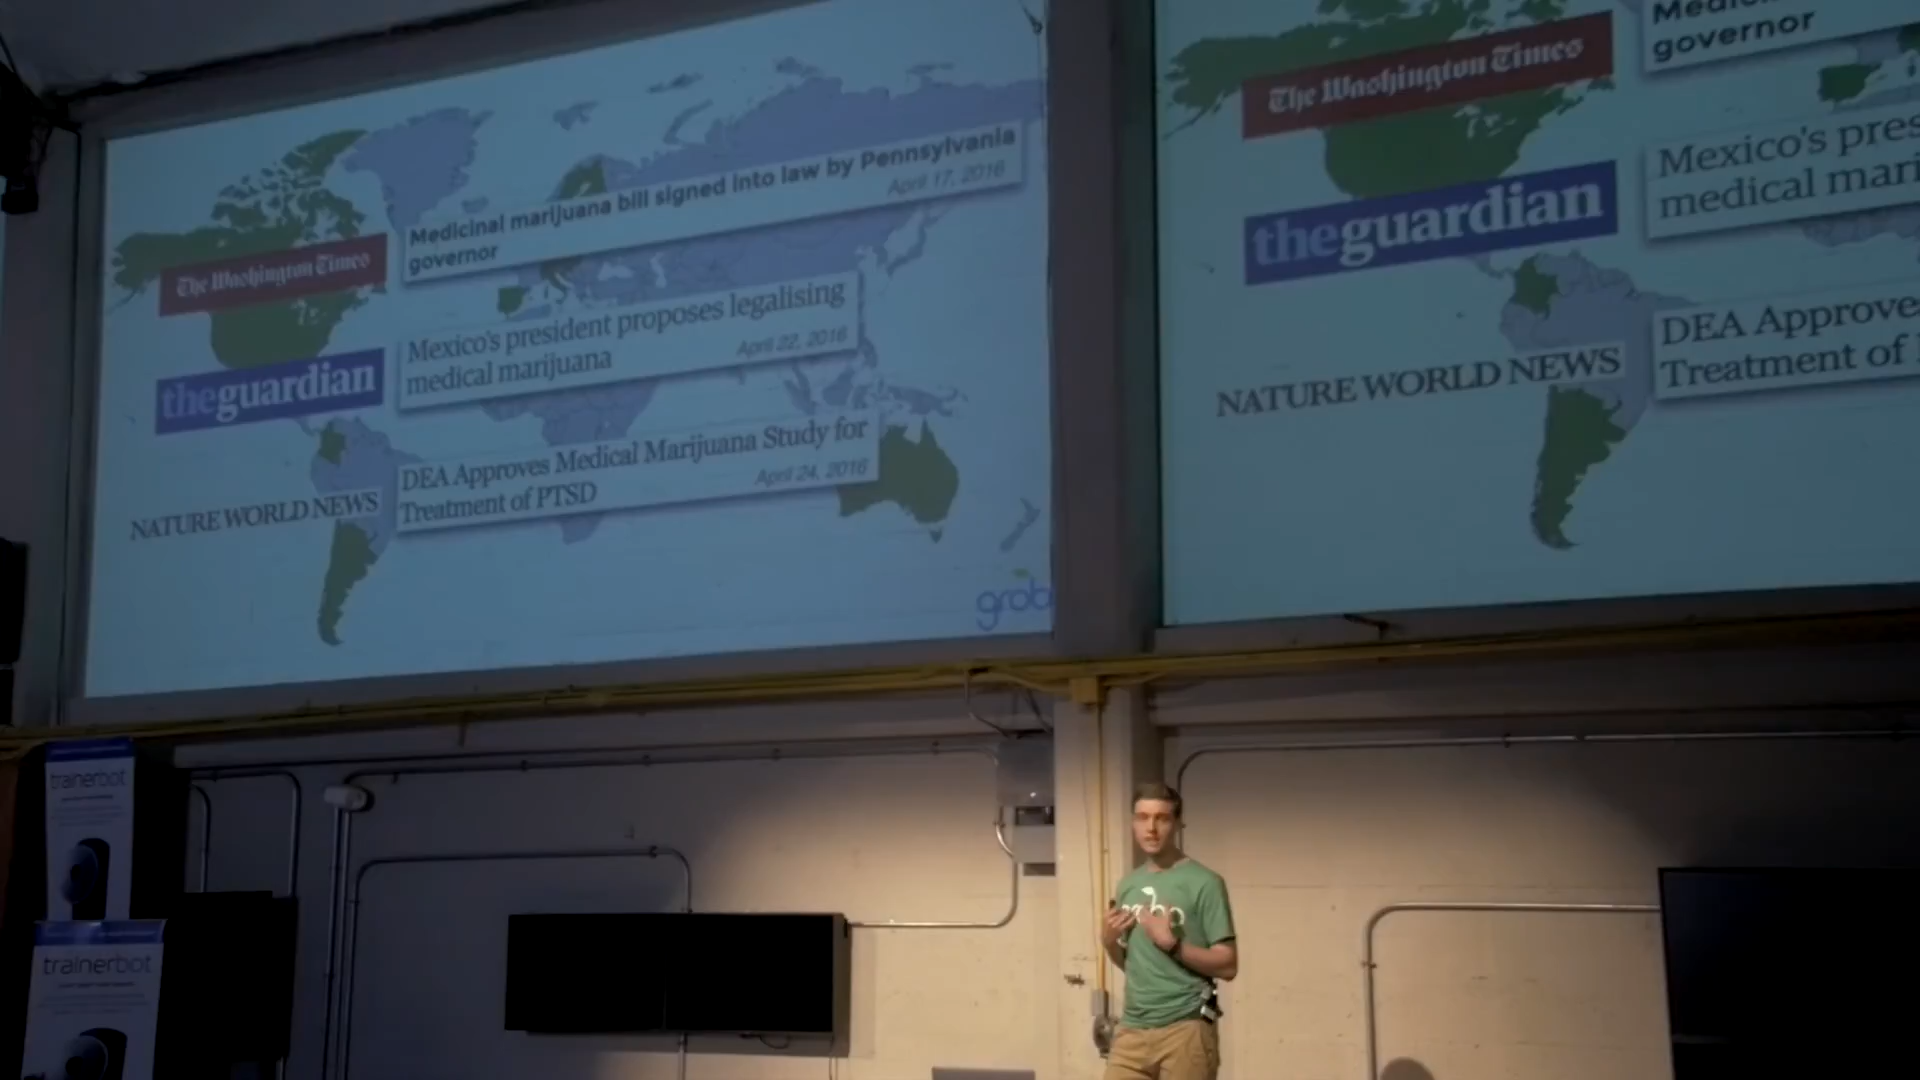 The Washington Times
Medicinal marijuana bill signed into law by Pennsylvania
governor
April 17, 2016
theguardian
Mexico's president proposes legalising
medical marijuana
April 22, 2016
NATURE WORLD NEWS
DEA Approves Medical Marijuana Study for
Treatment of PTSD
April 24, 2016
grob
The Washington Times
governor
theguardian
Mexico's pres
medical mari
NATURE WORLD NEWS
DEA Approve
Treatment of
trainerbot
trainerbot